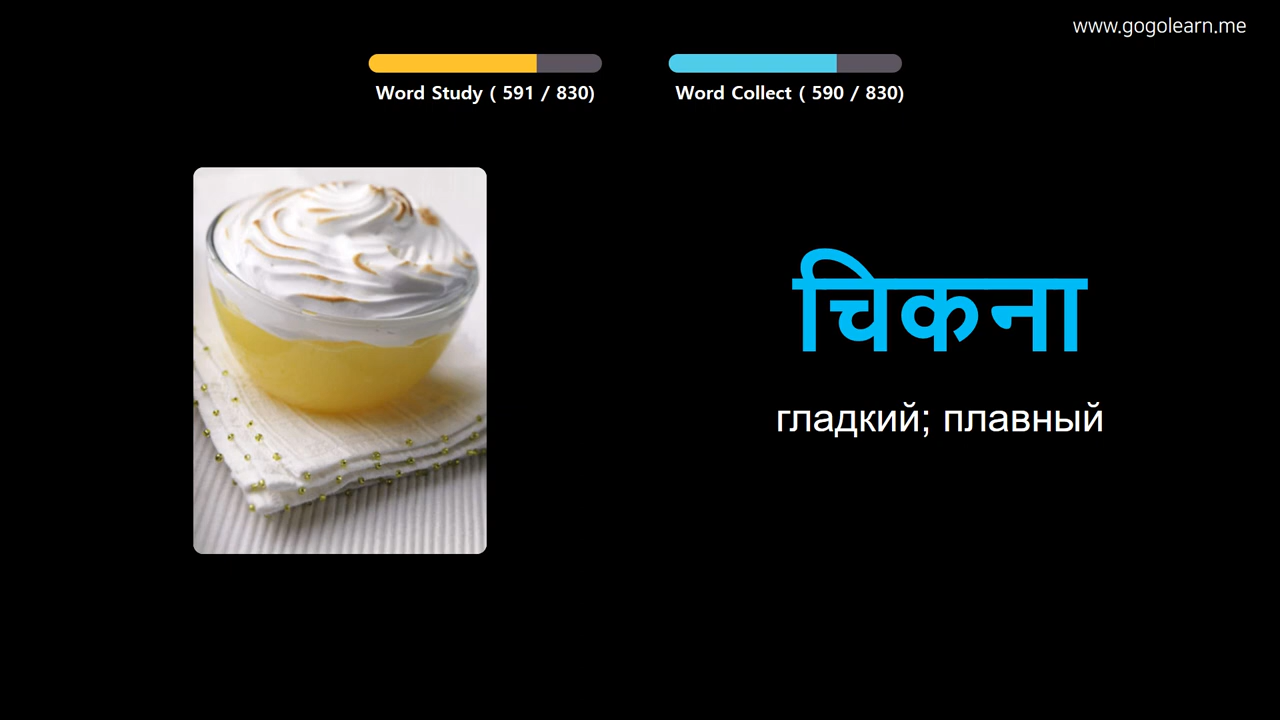 www.gogolearn.me
Word Study ( 591 / 830)
Word Collect ( 590 / 830)
चिकना
гладкий; плавный